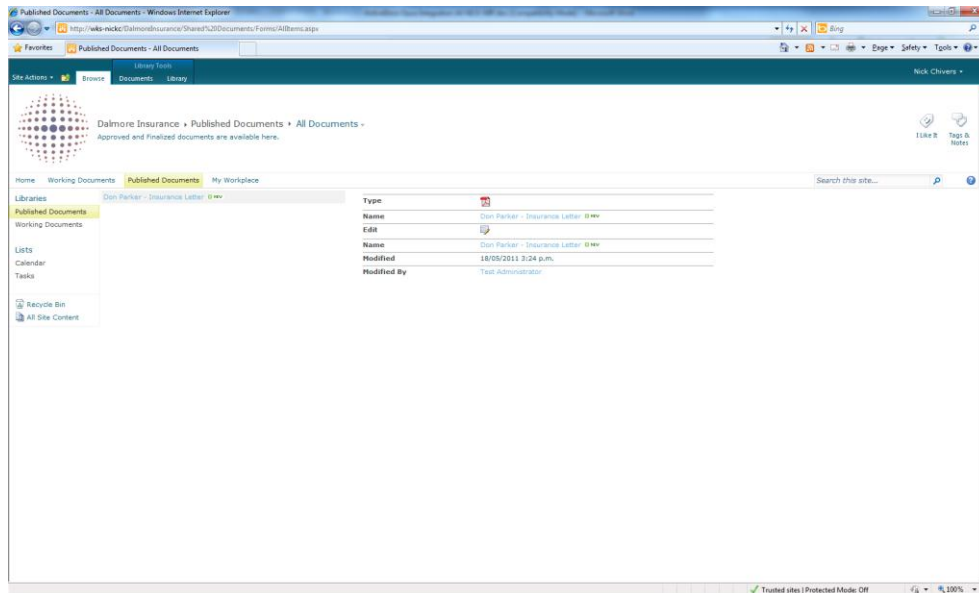 Published Documents - All Documents - Windows Internet Explorer
http://wks-nickc/DalmoreInsurance/Shared%20Documents/Forms/AllItems.aspx
Bing
Favorites Published Documents - All Documents
Page Safety Tools
Library Tools
Site Actions Browse Documents Library Nick Chivers
Dalmore Insurance Published Documents All Documents
Approved and Finalized documents are available here.
I Like It Tags & Notes
Home Working Documents Published Documents My Workplace Search this site...
Libraries
Published Documents
Working Documents
Lists
Calendar
Tasks
Recycle Bin
All Site Content
Don Parker - Insurance Letter NEW
Type
Name Don Parker - Insurance Letter NEW
Edit
Name Don Parker - Insurance Letter NEW
Modified 18/05/2011 3:24 p.m.
Modified By Test Administrator
Trusted sites | Protected Mode: Off 100%